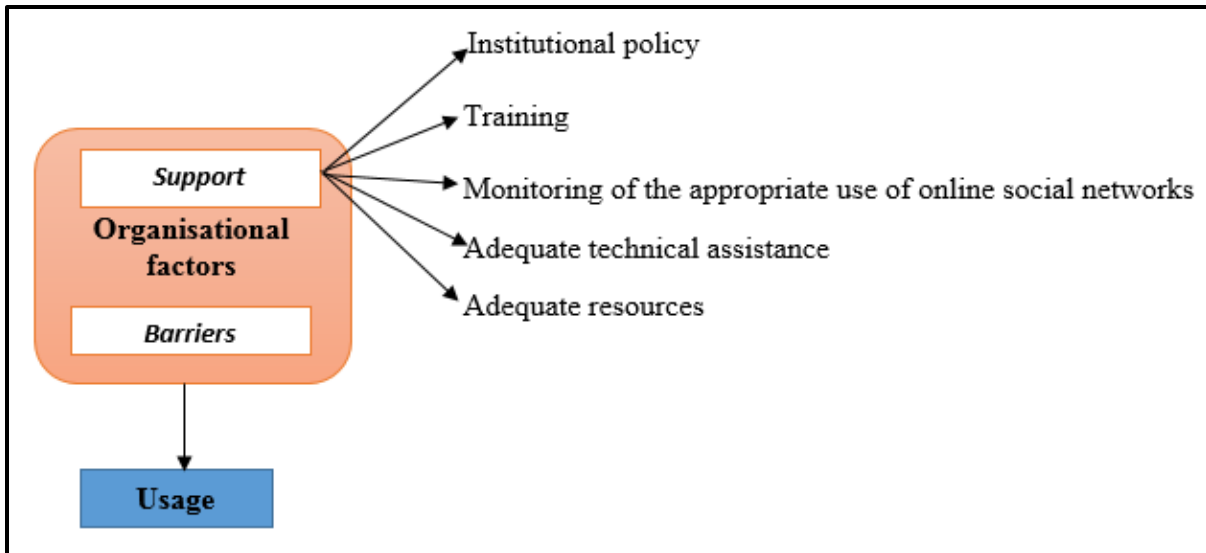 Institutional policy
Training
Support
Monitoring of the appropriate use of online social networks
Organisational
factors
Adequate technical assistance
Adequate resources
Barriers
Usage